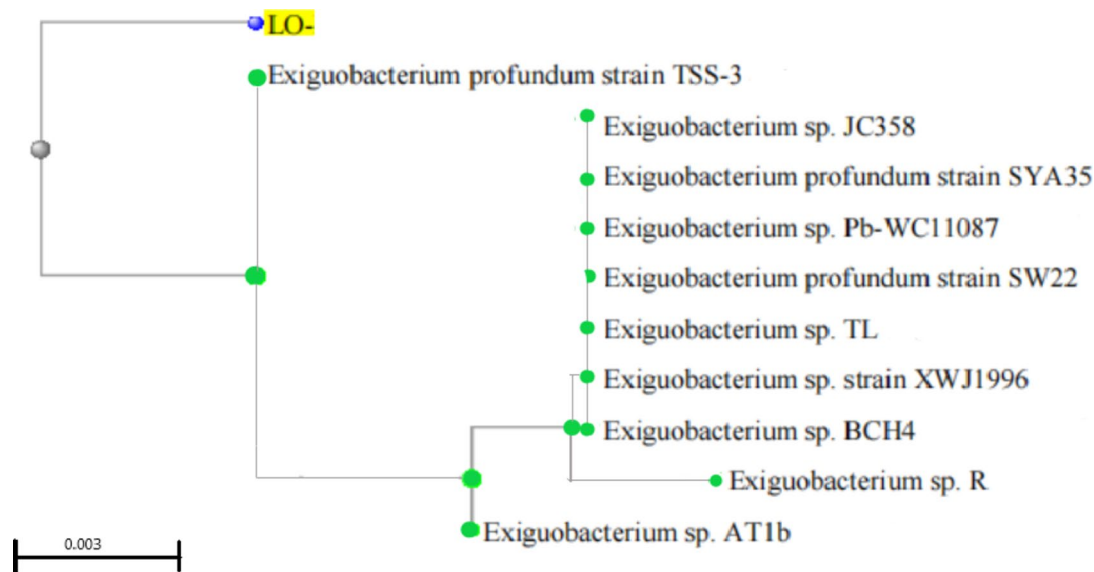 LO-
Exiguobacterium profundum strain TSS-3
Exiguobacterium sp. JC358
Exiguobacterium profundum strain SYA35
Exiguobacterium sp. Pb-WC11087
Exiguobacterium profundum strain SW22
Exiguobacterium sp. TL
Exiguobacterium sp. strain XWJ1996
Exiguobacterium sp. BCH4
Exiguobacterium sp. R
Exiguobacterium sp. AT1b
0.003